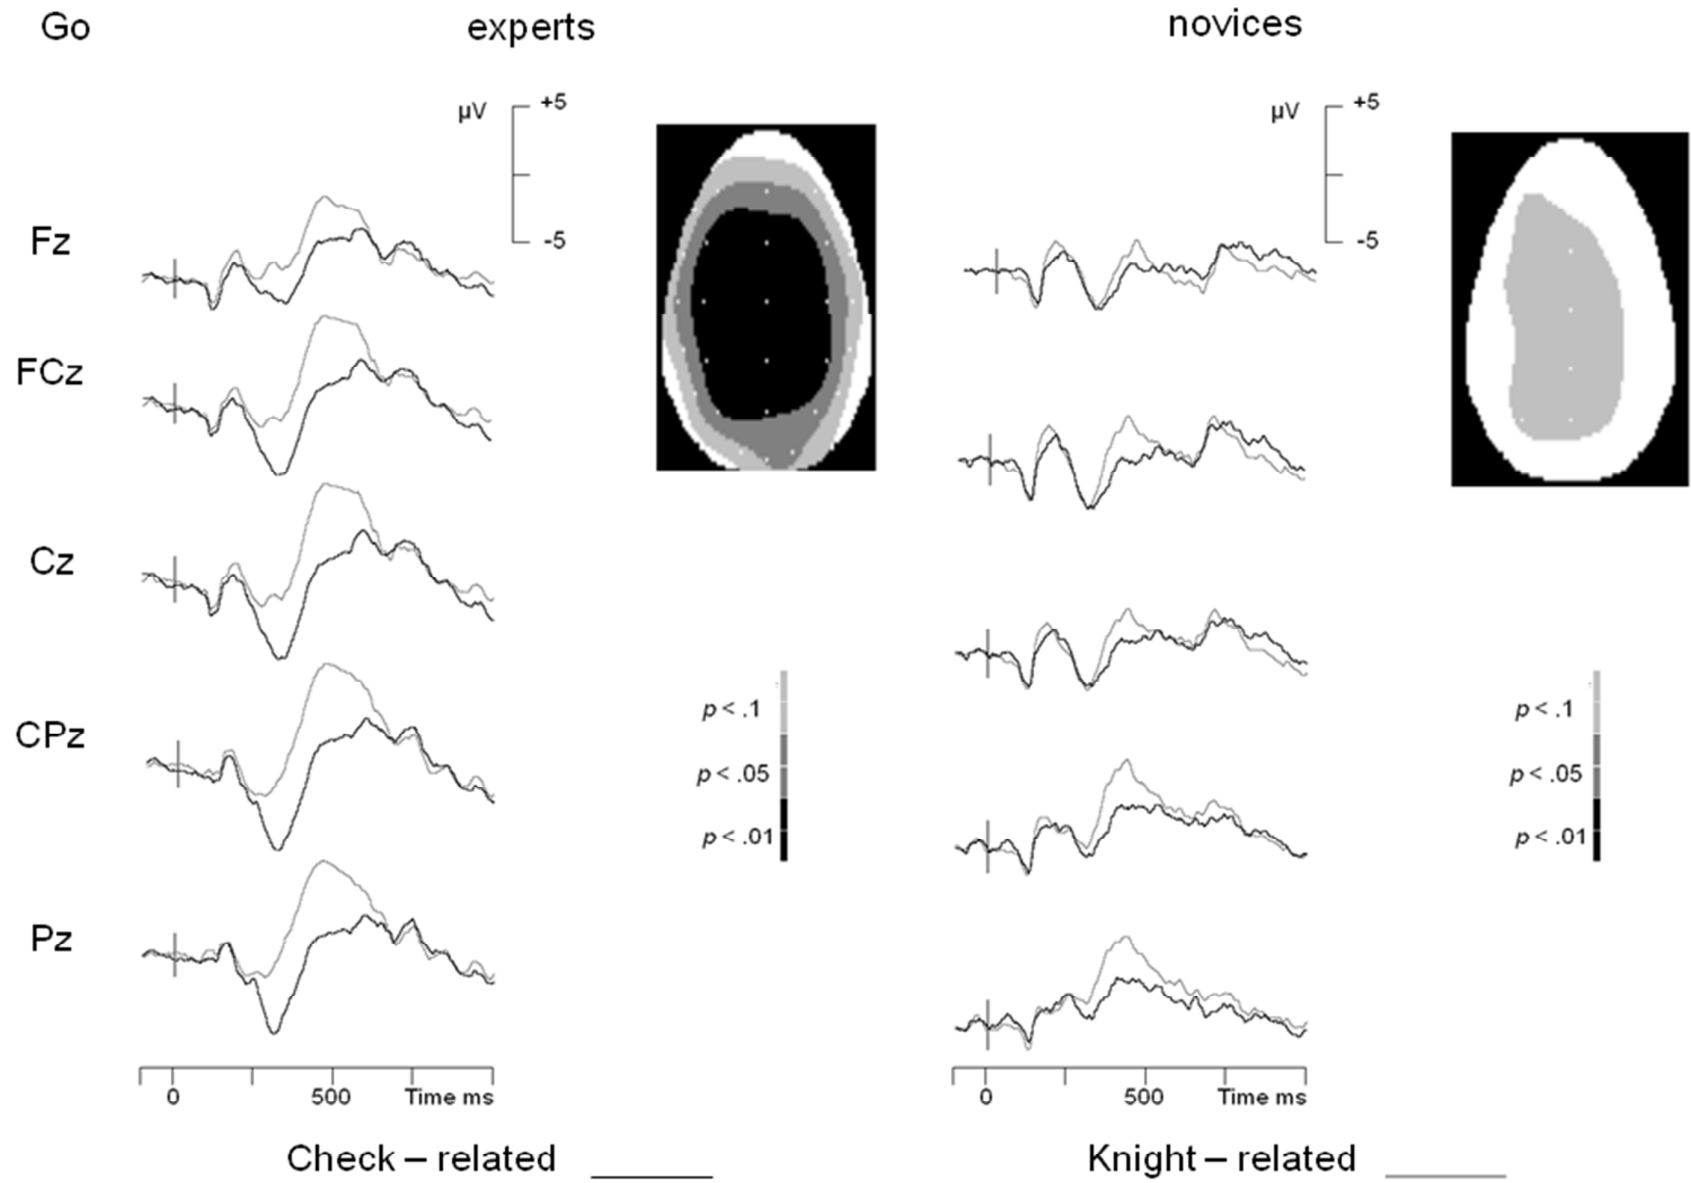 Go experts novices
µV +5 µV +5
-5 -5
Fz
FCz
Cz
CPz
p < .1 p < .1
p < .05 p < .05
p < .01 p < .01
Pz
0 500 Time ms 0 500 Time ms
Check – related Knight – related